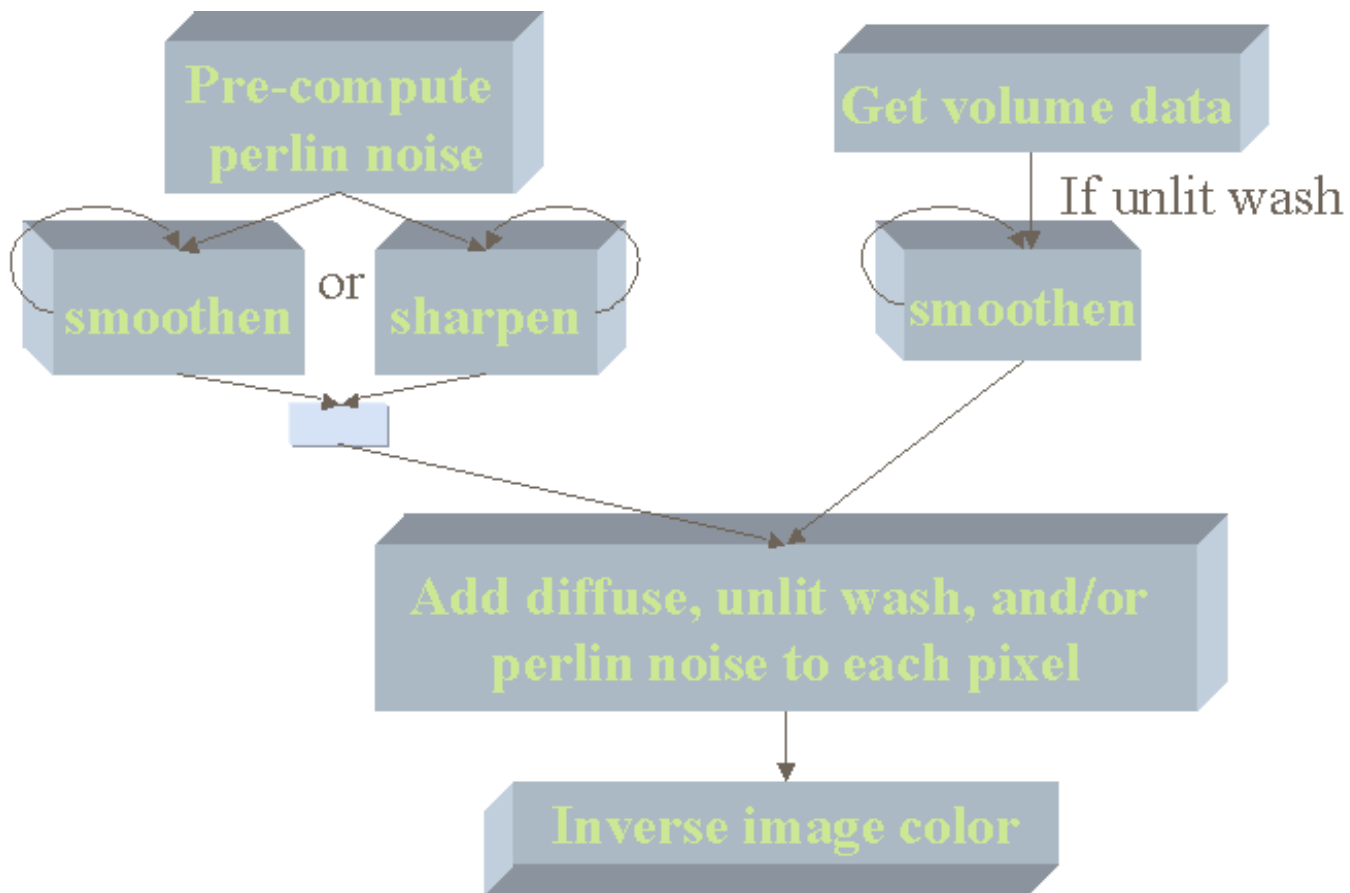 Pre-compute
perlin noise
Get volume data
If unlit wash
smoothen
or
sharpen
smoothen
Add diffuse, unlit wash, and/or
perlin noise to each pixel
Inverse image color